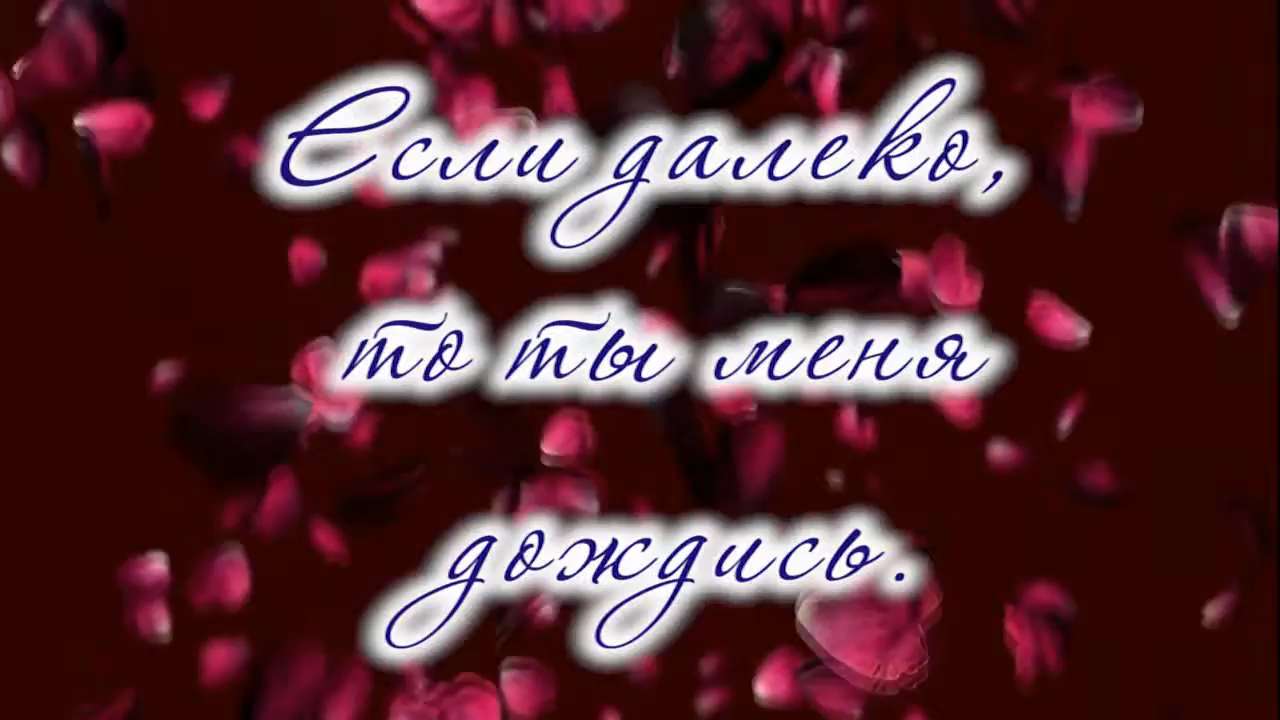 Если далеко,
то ты меня
дождись.